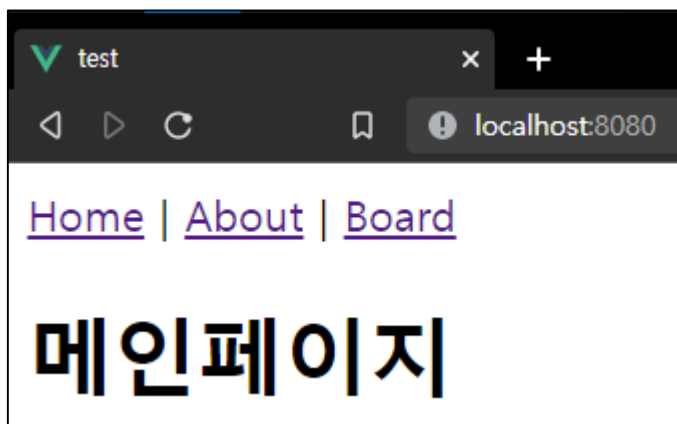 test
localhost:8080
Home | About | Board
메인페이지